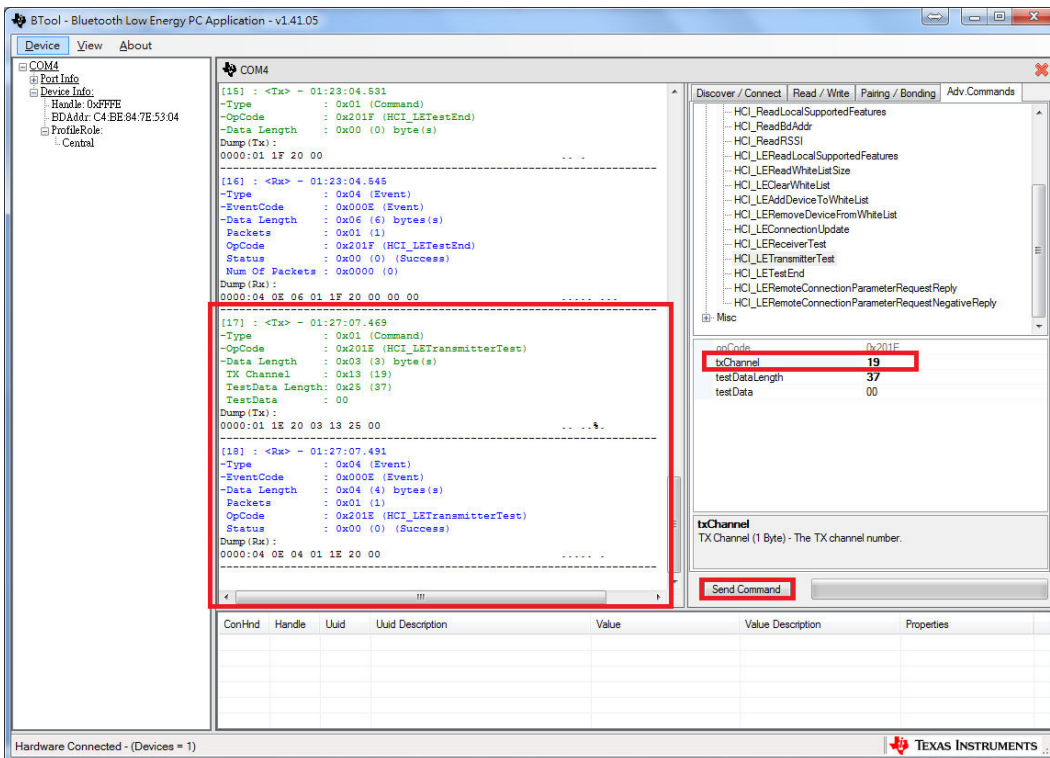 BTool - Bluetooth Low Energy PC Application - v1.41.05
Device View About
COM4
Port Info
Device Info:
Handle: 0xFFFE
BDAddr: C4:BE:84:7E:53:04
ProfileRole:
Central
COM4
[15] : <Tx> - 01:23:04.531
-Type : 0x01 (Command)
-OpCode : 0x201F (HCI_LETestEnd)
-Data Length : 0x00 (0) byte(s)
Dump(Tx):
0000:01 1F 20 00 .. .
[16] : <Rx> - 01:23:04.545
-Type : 0x04 (Event)
-EventCode : 0x000E (Event)
-Data Length : 0x06 (6) bytes(s)
Packets : 0x01 (1)
OpCode : 0x201F (HCI_LETestEnd)
Status : 0x00 (0) (Success)
Num Of Packets : 0x0000 (0)
Dump(Rx):
0000:04 0E 06 01 1F 20 00 00 00 ..... ...
[17] : <Tx> - 01:27:07.469
-Type : 0x01 (Command)
-OpCode : 0x201E (HCI_LETransmitterTest)
-Data Length : 0x03 (3) byte(s)
TX Channel : 0x13 (19)
TestData Length: 0x25 (37)
TestData : 00
Dump(Tx):
0000:01 1E 20 03 13 25 00 .. ..%.
[18] : <Rx> - 01:27:07.491
-Type : 0x04 (Event)
-EventCode : 0x000E (Event)
-Data Length : 0x04 (4) bytes(s)
Packets : 0x01 (1)
OpCode : 0x201E (HCI_LETransmitterTest)
Status : 0x00 (0) (Success)
Dump(Rx):
0000:04 0E 04 01 1E 20 00 ..... .
Discover / Connect Read / Write Pairing / Bonding Adv.Commands
HCI_ReadLocalSupportedFeatures
HCI_ReadBdAddr
HCI_ReadRSSI
HCI_LEReadLocalSupportedFeatures
HCI_LEReadWhiteListSize
HCI_LEClearWhiteList
HCI_LEAddDeviceToWhiteList
HCI_LERemoveDeviceFromWhiteList
HCI_LEConnectionUpdate
HCI_LEReceiverTest
HCI_LETransmitterTest
HCI_LETestEnd
HCI_LERemoteConnectionParameterRequestReply
HCI_LERemoteConnectionParameterRequestNegativeReply
Misc
opCode 0x201E
txChannel 19
testDataLength 37
testData 00
txChannel
TX Channel (1 Byte) - The TX channel number.
Send Command
ConHnd Handle Uuid Uuid Description Value Value Description Properties
Hardware Connected - (Devices = 1)
TEXAS INSTRUMENTS